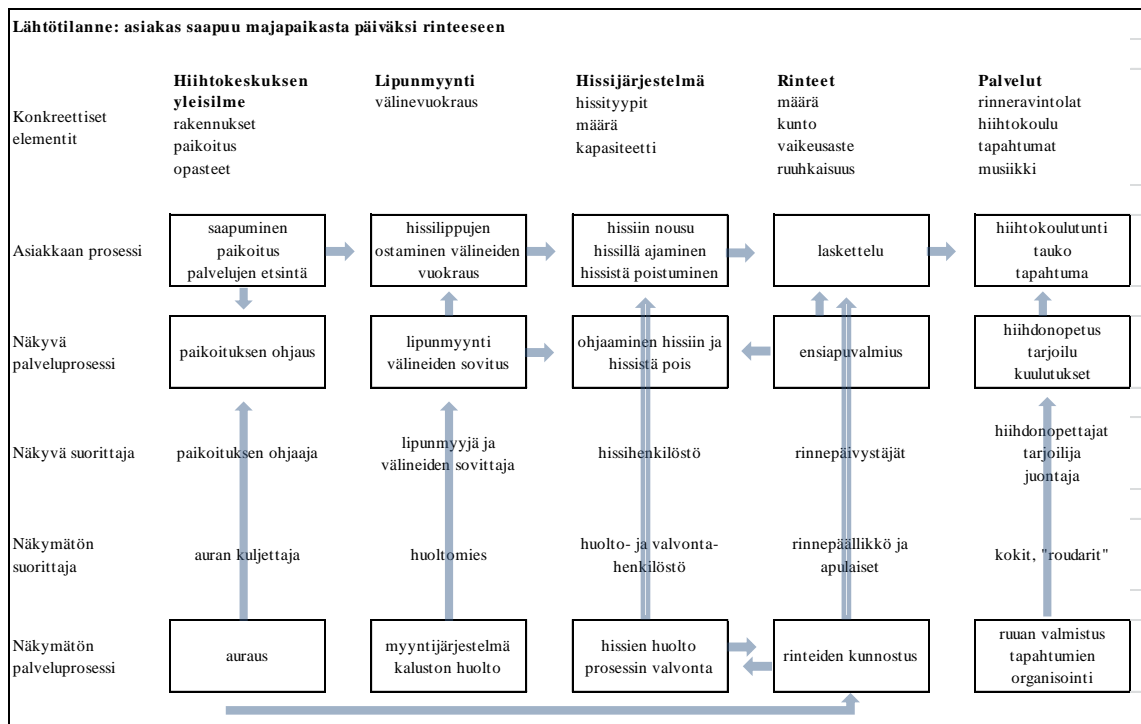 Lähtötilanne: asiakas saapuu majapaikasta päiväksi rinteeseen
Konkreettiset
elementit
Hiihtokeskuksen
yleisilme
rakennukset
paikoitus
opasteet
Lipunmyynti
välinevuokraus
Hissijärjestelmä
hissityypit
määrä
kapasiteetti
Rinteet
määrä
kunto
vaikeusaste
ruuhkaisuus
Palvelut
rinneravintolat
hiihtokoulu
tapahtumat
musiikki
Asiakkaan prosessi
saapuminen
paikoitus
palvelujen etsintä
hissilippujen
ostaminen välineiden
vuokraus
hissiin nousu
hissillä ajaminen
hissistä poistuminen
laskettelu
hiihtokoulutunti
tauko
tapahtuma
Näkyvä
palveluprosessi
paikoituksen ohjaus
lipunmyynti
välineiden sovitus
ohjaaminen hissiin ja
hissistä pois
ensiapuvalmius
hiihdonopetus
tarjoilu
kuulutukset
Näkyvä suorittaja
paikoituksen ohjaaja
lipunmyyjä ja
välineiden sovittaja
hissihenkilöstö
rinnepäivystäjät
hiihdonopettajat
tarjoilija
juontaja
Näkymätön
suorittaja
auran kuljettaja
huoltomies
huolto- ja valvonta-
henkilöstö
rinnepäällikkö ja
apulaiset
kokit, "roudarit"
Näkymätön
palveluprosessi
auraus
myyntijärjestelmä
kaluston huolto
hissien huolto
prosessin valvonta
rinteiden kunnostus
ruuan valmistus
tapahtumien
organisointi